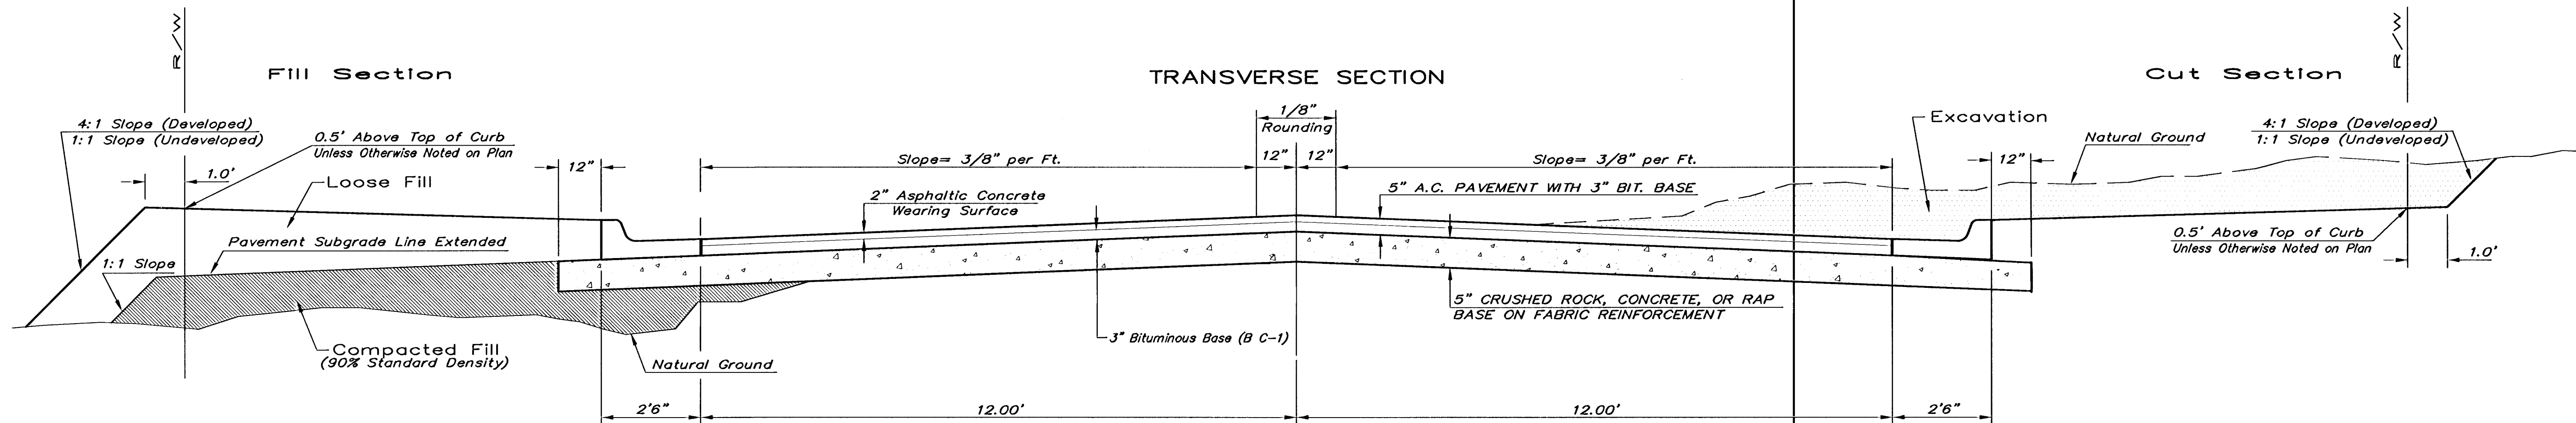 R/W
Fill Section
TRANSVERSE SECTION
Cut Section
R/W
4:1 Slope (Developed)
1:1 Slope (Undeveloped)
0.5' Above Top of Curb
Unless Otherwise Noted on Plan
1.0'
Loose Fill
Pavement Subgrade Line Extended
1:1 Slope
Compacted Fill
(90% Standard Density)
Natural Ground
12"
Slope= 3/8" per Ft.
2" Asphaltic Concrete
Wearing Surface
1/8"
Rounding
12"
12"
Slope= 3/8" per Ft.
5" A.C. PAVEMENT WITH 3" BIT. BASE
5" CRUSHED ROCK, CONCRETE, OR RAP
BASE ON FABRIC REINFORCEMENT
3" Bituminous Base (B C-1)
Excavation
Natural Ground
12"
4:1 Slope (Developed)
1:1 Slope (Undeveloped)
0.5' Above Top of Curb
Unless Otherwise Noted on Plan
1.0'
2'6"
12.00'
12.00'
2'6"